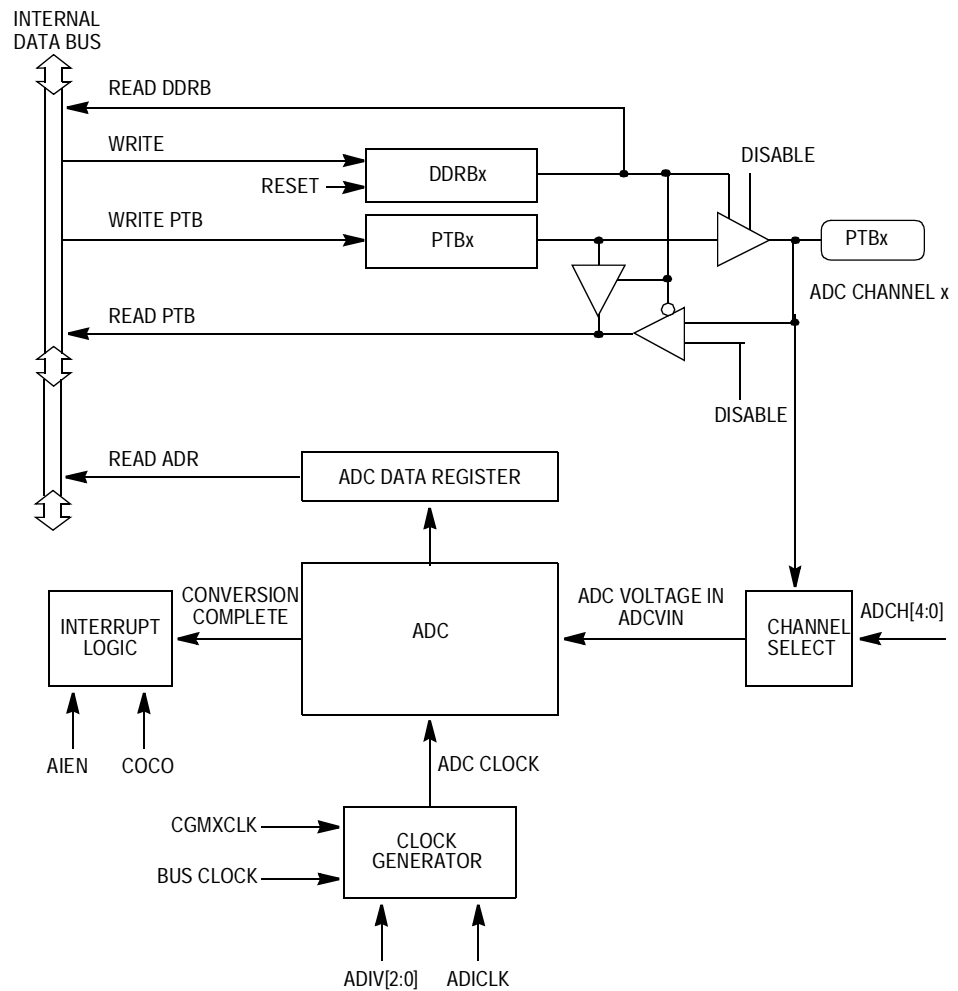 INTERNAL
DATA BUS
READ DDRB
WRITE
DISABLE
DDRBx
RESET
WRITE PTB
PTBx
PTBx
ADC CHANNEL x
READ PTB
DISABLE
READ ADR
ADC DATA REGISTER
CONVERSION
COMPLETE
ADC VOLTAGE IN
ADCVIN
INTERRUPT
LOGIC
ADC
CHANNEL
SELECT
ADCH[4:0]
AIEN
COCO
ADC CLOCK
CGMXCLK
CLOCK
GENERATOR
BUS CLOCK
ADIV[2:0]
ADICLK